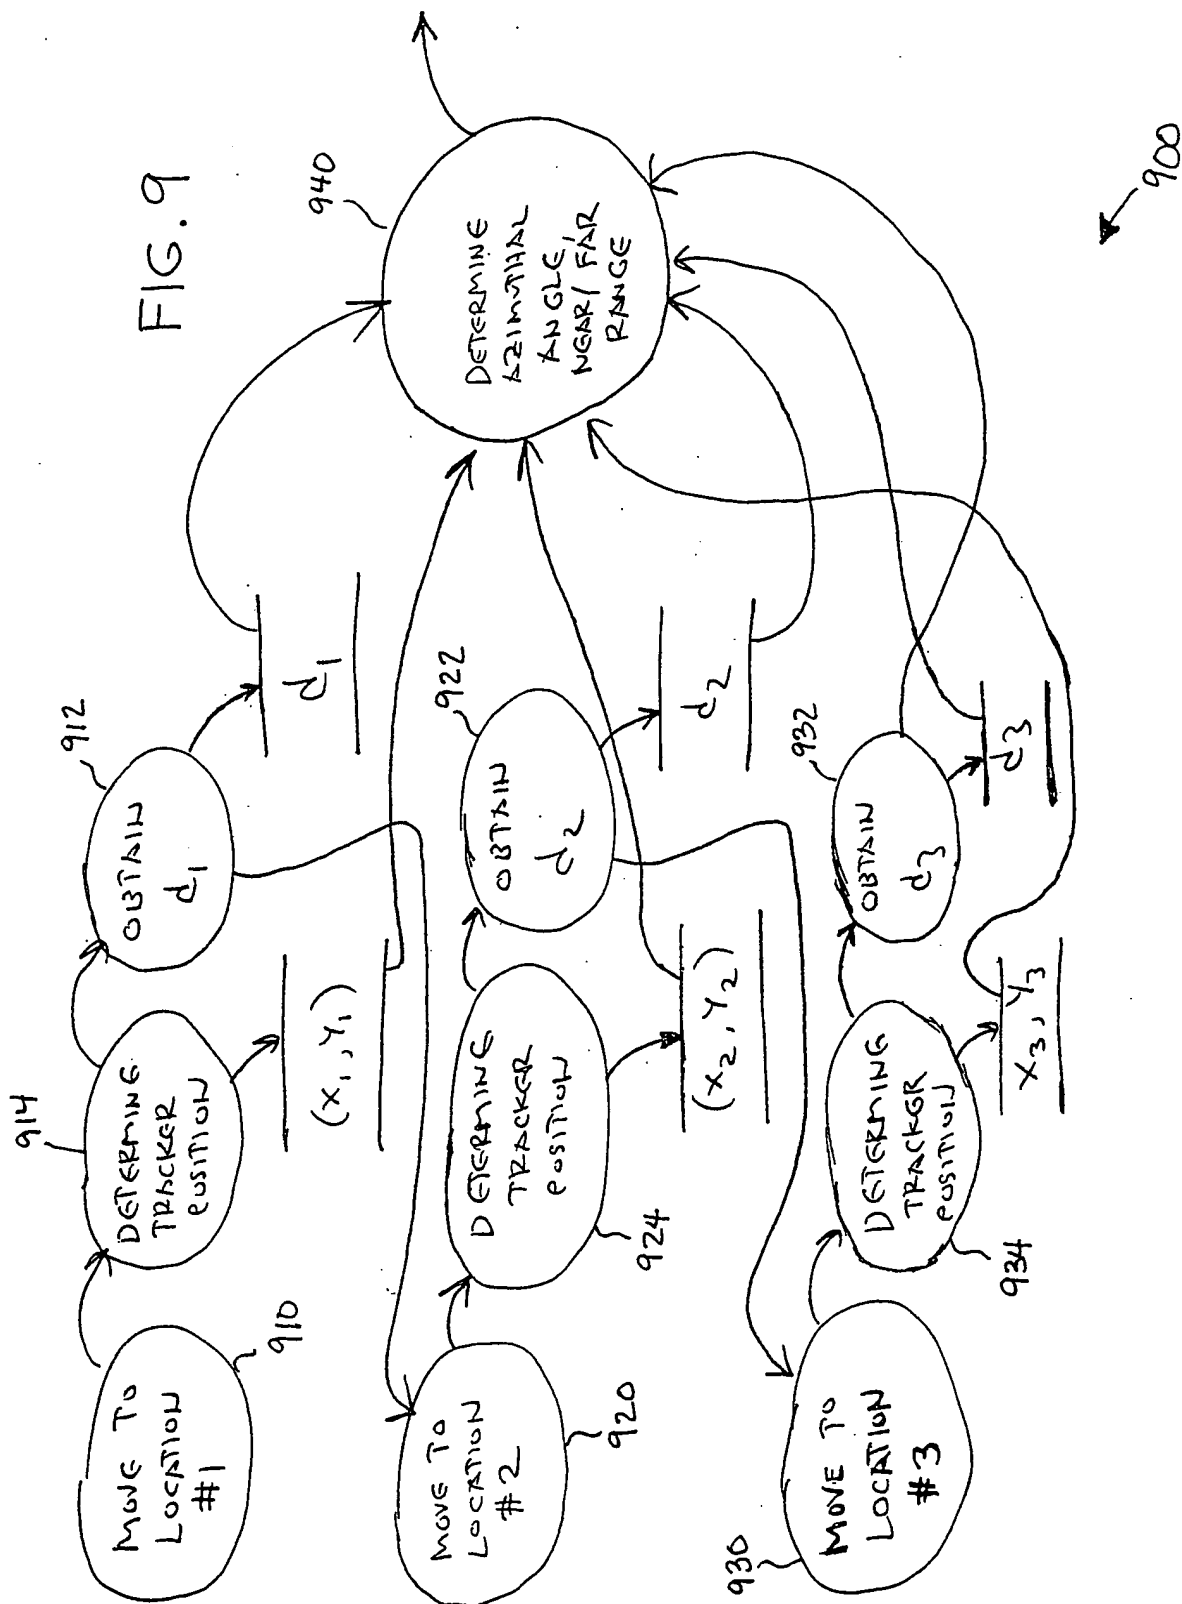 FIG. 9
914
912
MOVE TO
LOCATION
#1
910
DETERMINE
TRACKER
POSITION
(x1, y1)
OBTAIN
d1
d1
940
DETERMINE
AZIMUTHAL
ANGLE,
NEAR/FAR
RANGE
MOVE TO
LOCATION
#2
920
DETERMINE
TRACKER
POSITION
924
(x2, y2)
OBTAIN
d2
922
d2
930
MOVE TO
LOCATION
#3
DETERMINE
TRACKER
POSITION
934
x3, y3
OBTAIN
d3
932
d3
900